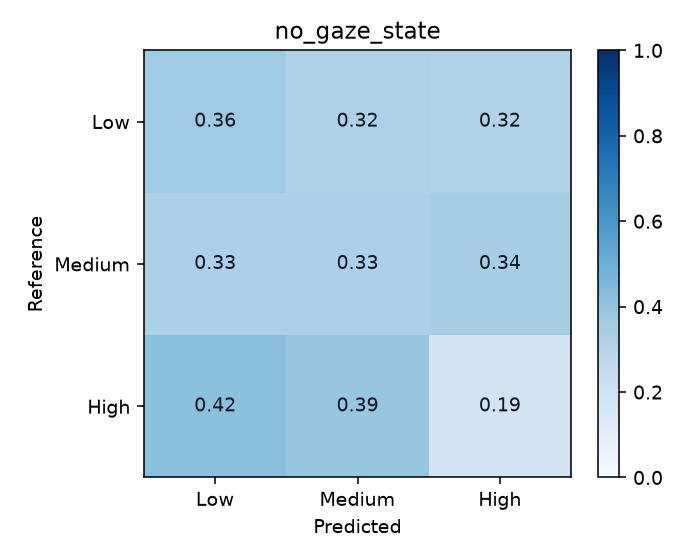 no_gaze_state
1.0
Low 0.36 0.32 0.32
0.8
0.6
Reference
Medium 0.33 0.33 0.34
0.4
High 0.42 0.39 0.19
0.2
0.0
Low Medium High
Predicted